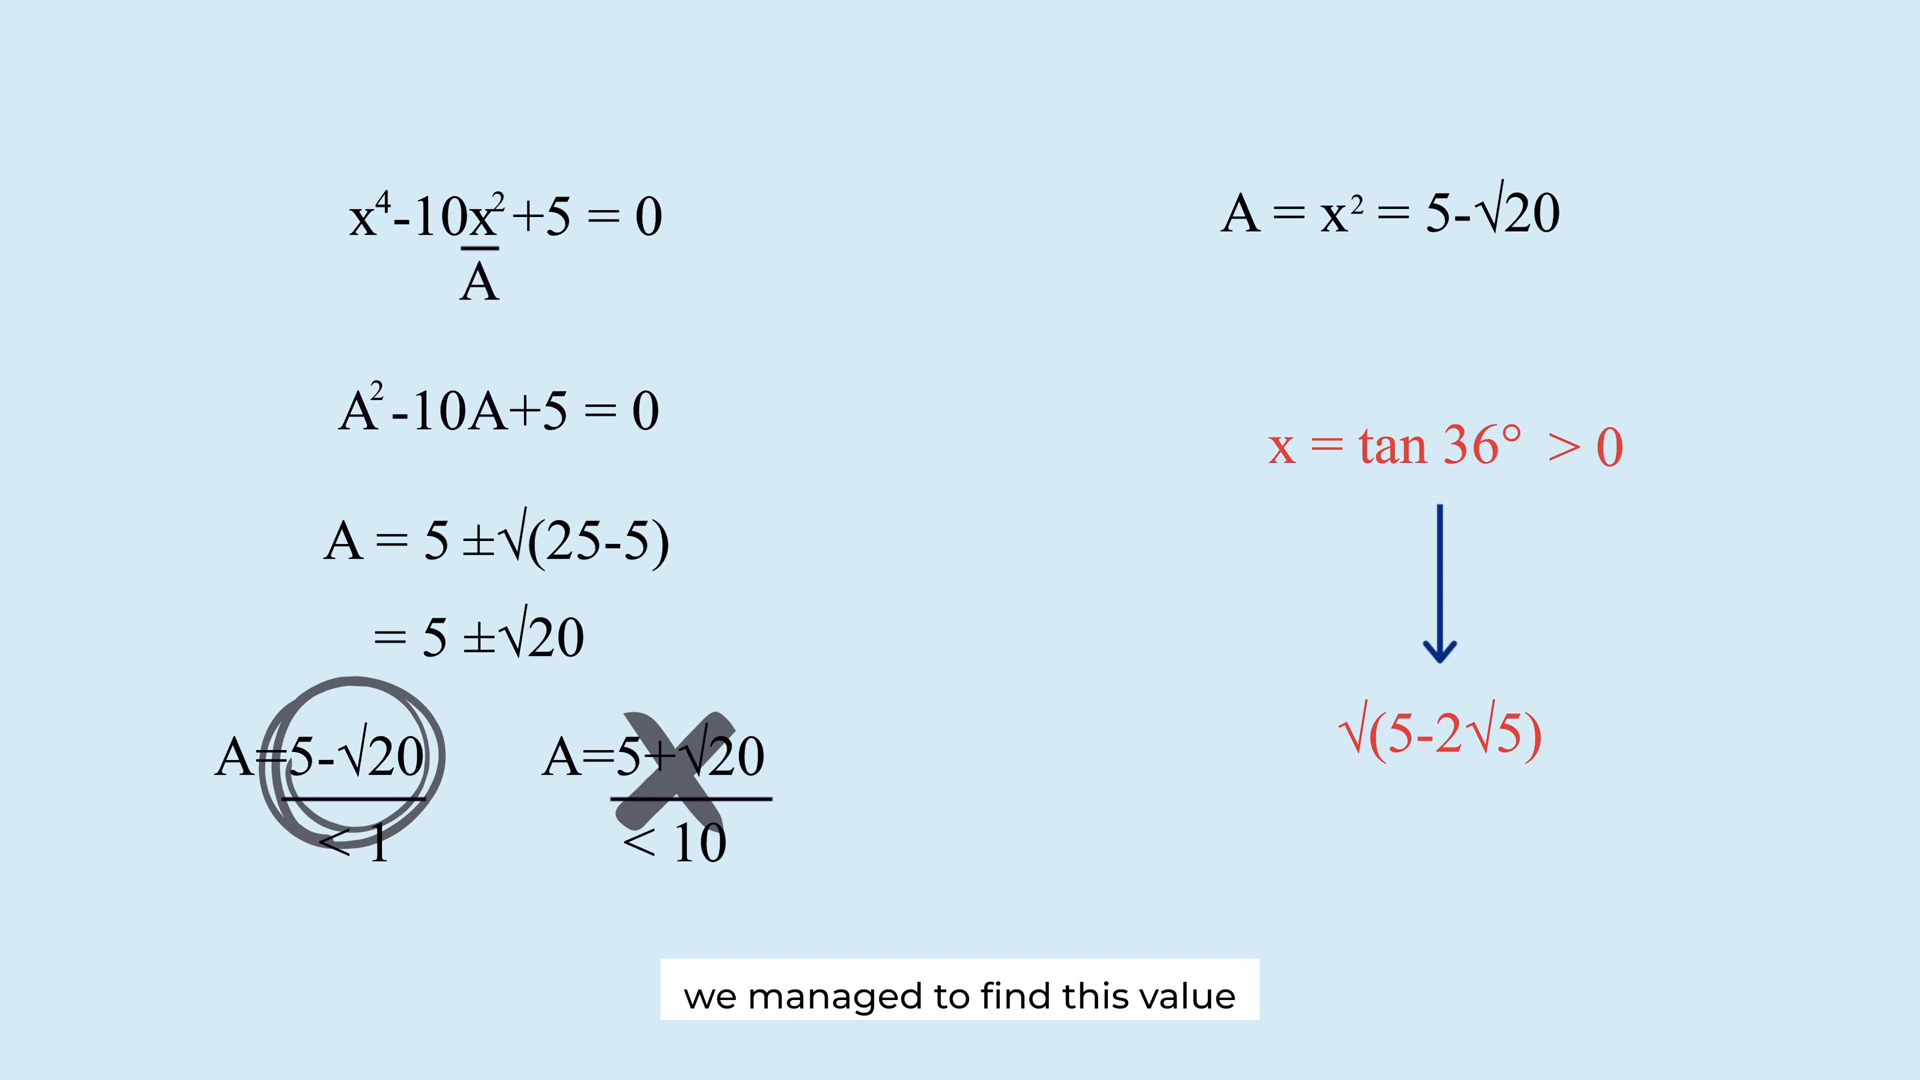 x⁴-10x²+5 = 0
A
A²-10A+5 = 0
A = 5 ±√(25-5)
= 5 ±√20
A=5-√20
< 1
A=5+√20
< 10
A = x² = 5-√20
x = tan 36° > 0
√(5-2√5)
we managed to find this value